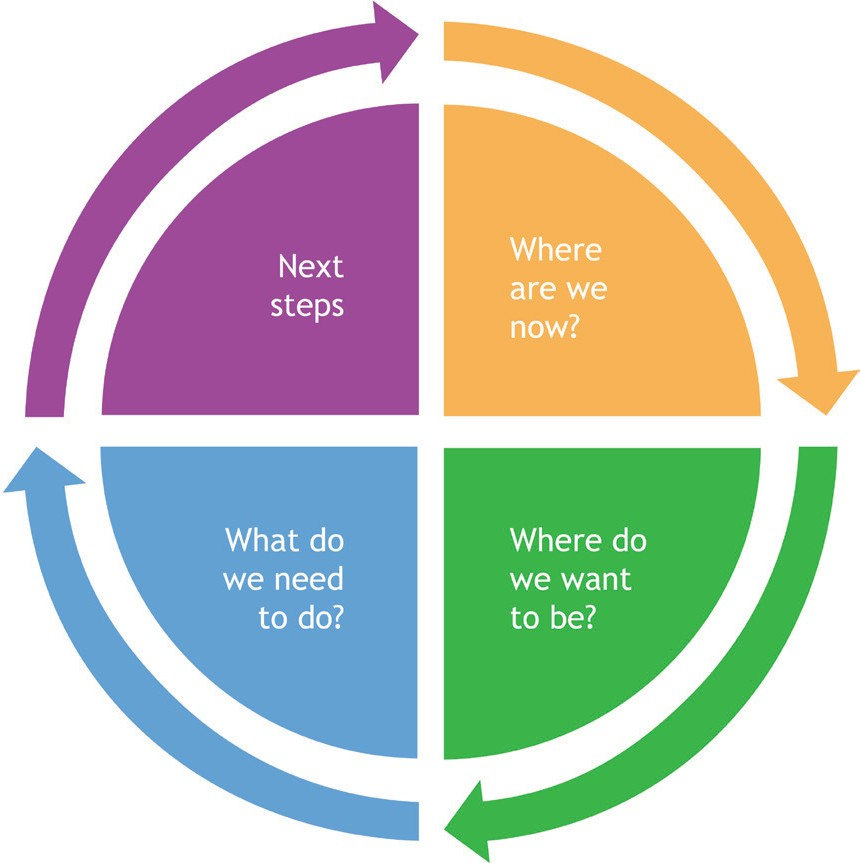 Next
steps
Where
are we
now?
What do
we need
to do?
Where do
we want
to be?